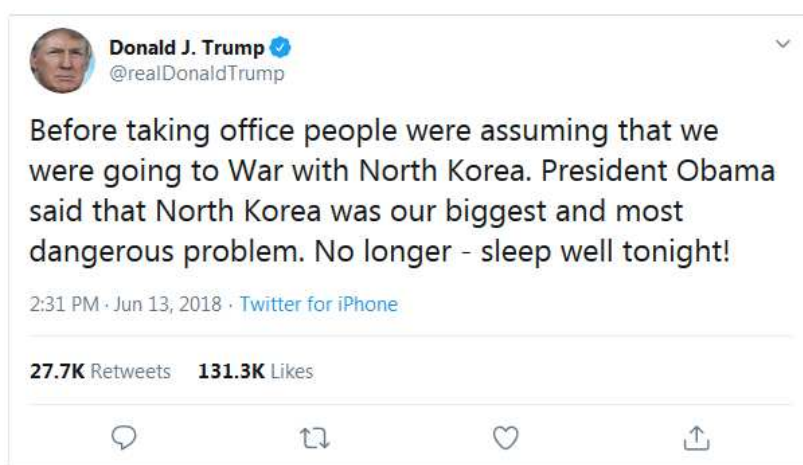 Donald J. Trump
@realDonaldTrump
Before taking office people were assuming that we
were going to War with North Korea. President Obama
said that North Korea was our biggest and most
dangerous problem. No longer - sleep well tonight!
2:31 PM · Jun 13, 2018 · Twitter for iPhone
27.7K Retweets 131.3K Likes